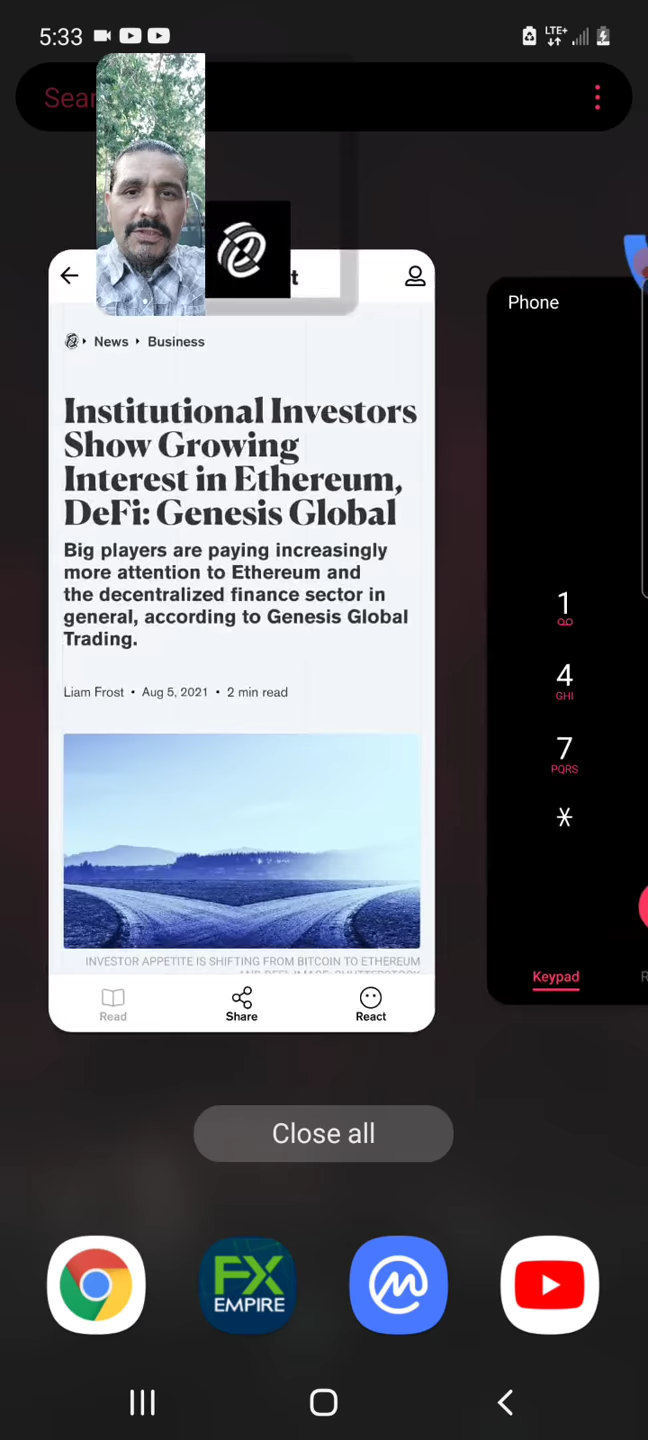 5:33
LTE+
Sear
t
News
Business
Institutional Investors
Show Growing
Interest in Ethereum,
DeFi: Genesis Global
Big players are paying increasingly
more attention to Ethereum and
the decentralized finance sector in
general, according to Genesis Global
Trading.
Liam Frost • Aug 5, 2021 • 2 min read
INVESTOR APPETITE IS SHIFTING FROM BITCOIN TO ETHEREUM
Read
Share
React
Phone
1
4
GHI
7
PQRS
Keypad
R
Close all
FX
EMPIRE